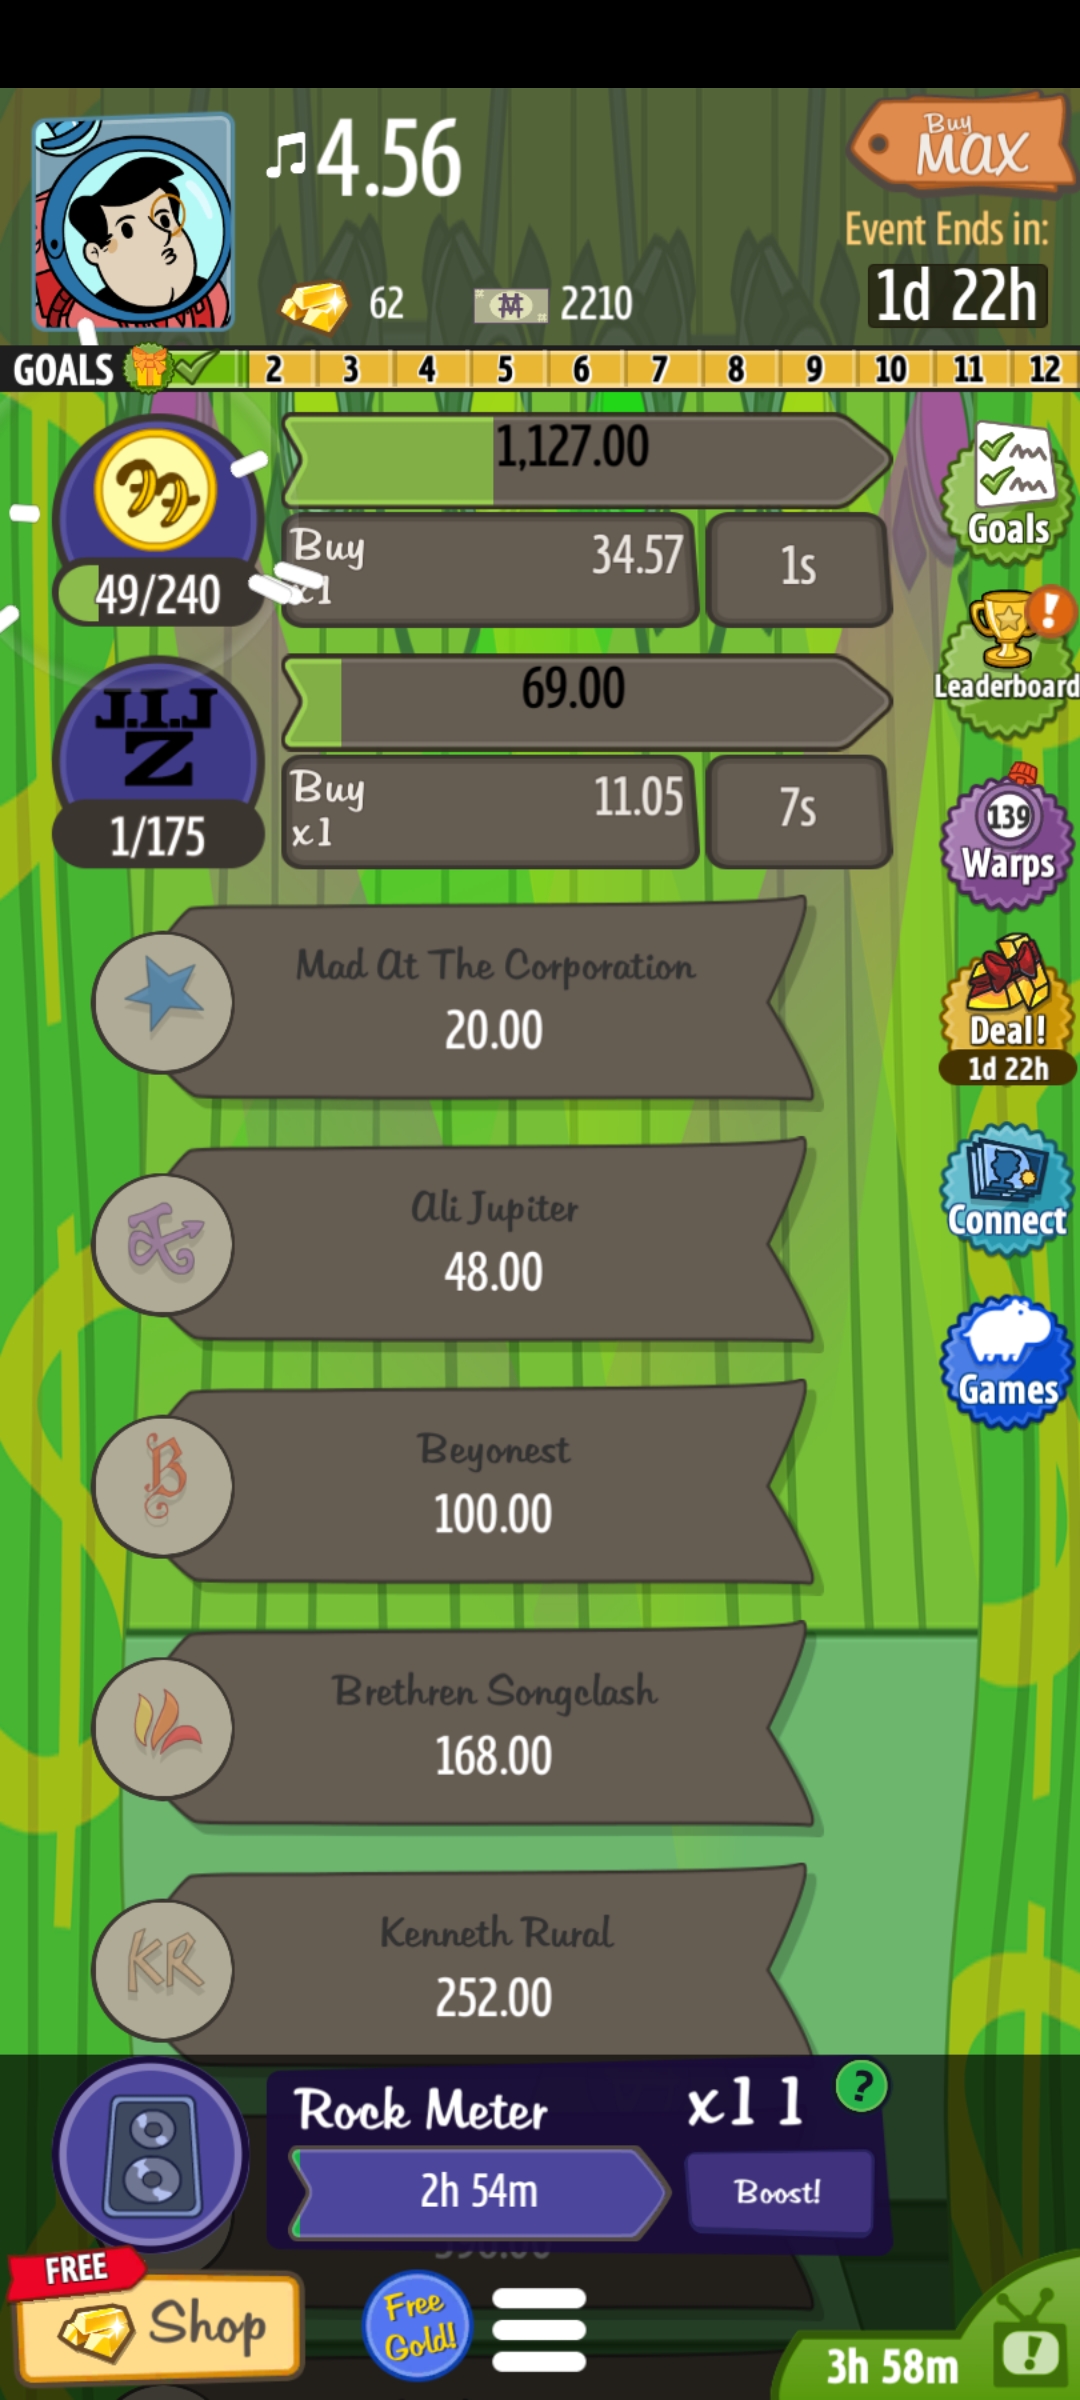 ♫4.56
Buy
MAX
Event Ends in:
1d 22h
62
2210
GOALS 2 3 4 5 6 7 8 9 10 11 12
1,127.00
Buy
x1
34.57
1s
49/240
Goals
J.I.J
Z
69.00
Buy
x1
11.05
7s
1/175
Leaderboard
139
Warps
Mad At The Corporation
20.00
Deal!
1d 22h
Ali Jupiter
48.00
Connect
B
Beyonest
100.00
Games
Brethren Songclash
168.00
KR
Kenneth Rural
252.00
Rock Meter
x11
?
2h 54m
Boost!
FREE
Shop
Free
Gold!
3h 58m